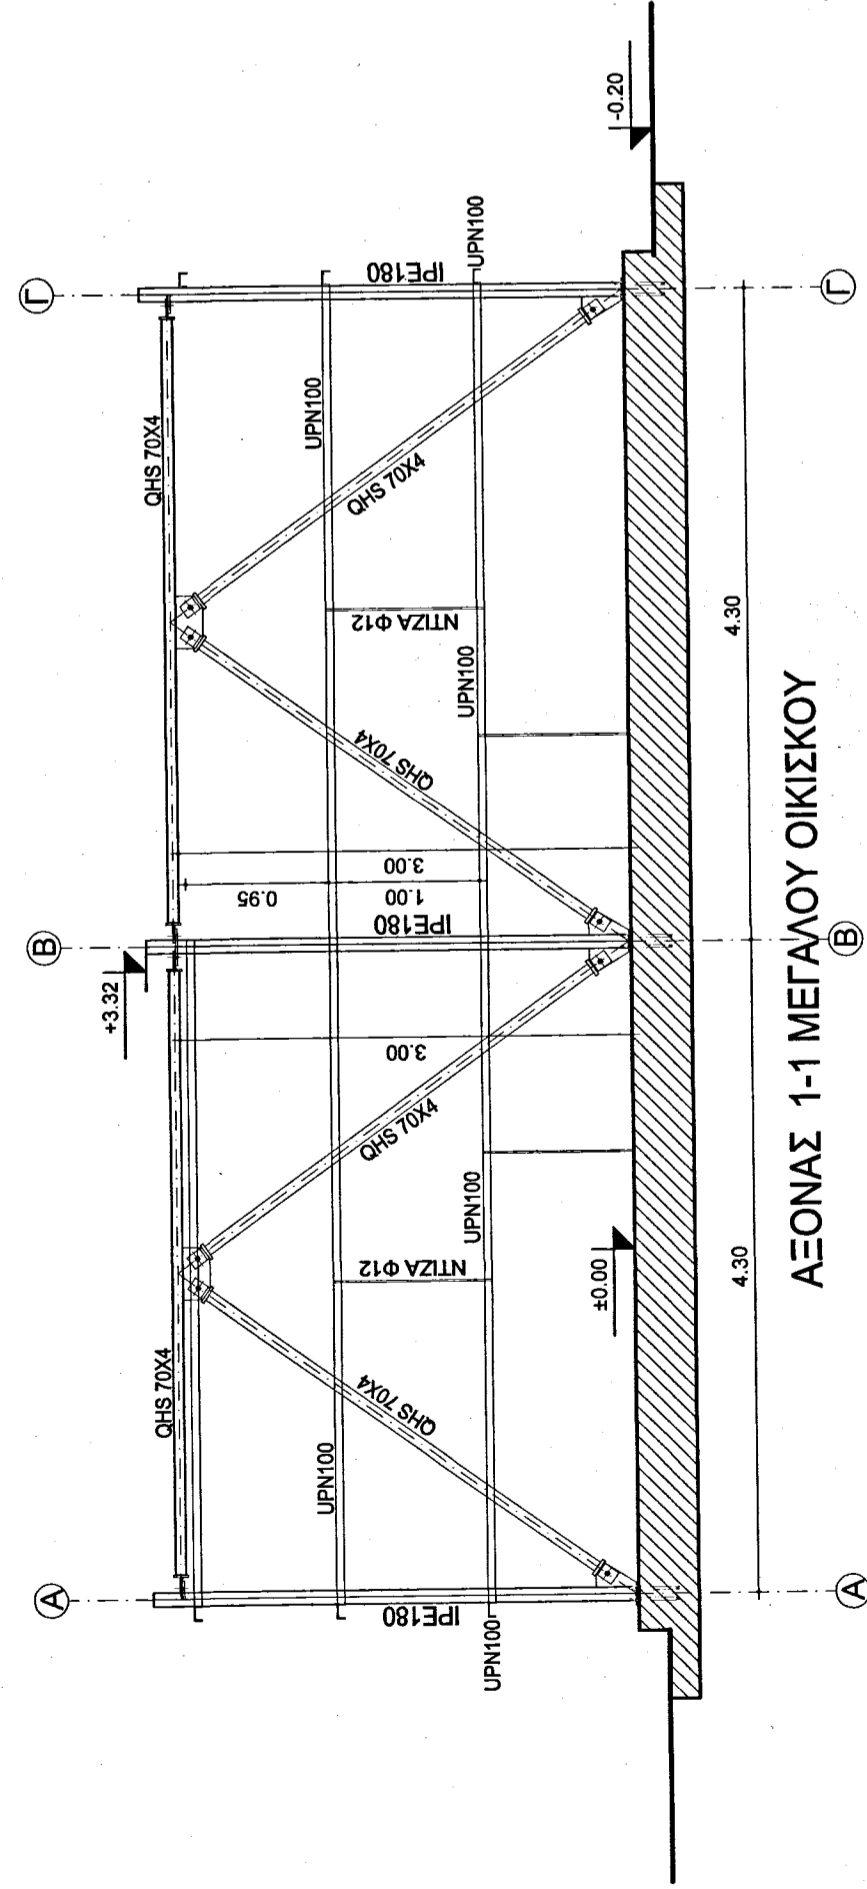 Α
Β
Γ
+3.32
QHS 70X4
QHS 70X4
UPN100
UPN100
IPE180
IPE180
IPE180
0.95
1.00
3.00
3.00
QHS 70X4
QHS 70X4
QHS 70X4
QHS 70X4
ΝΤΙΖΑ Φ12
ΝΤΙΖΑ Φ12
UPN100
UPN100
UPN100
UPN100
±0.00
-0.20
4.30
4.30
Α
Β
Γ
ΑΞΟΝΑΣ 1-1 ΜΕΓΑΛΟΥ ΟΙΚΙΣΚΟΥ